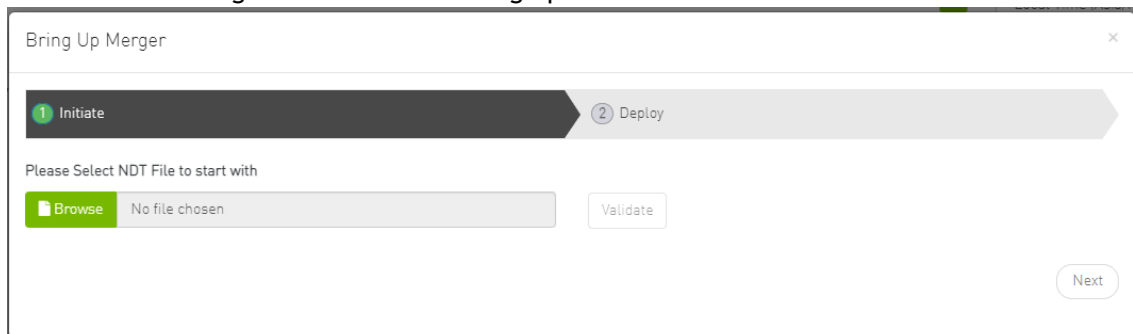 Bring Up Merger ×
1 Initiate 2 Deploy
Please Select NDT File to start with
Browse No file chosen Validate
Next